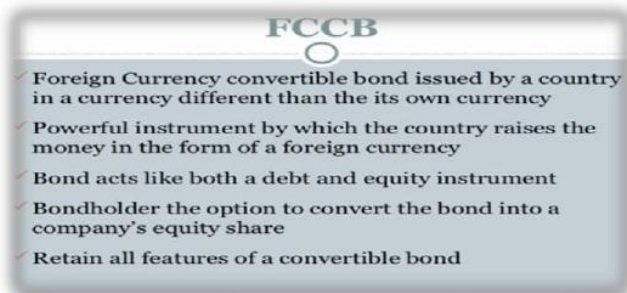 FCCB
✓ Foreign Currency convertible bond issued by a country
in a currency different than the its own currency
✓ Powerful instrument by which the country raises the
money in the form of a foreign currency
✓ Bond acts like both a debt and equity instrument
✓ Bondholder the option to convert the bond into a
company's equity share
✓ Retain all features of a convertible bond